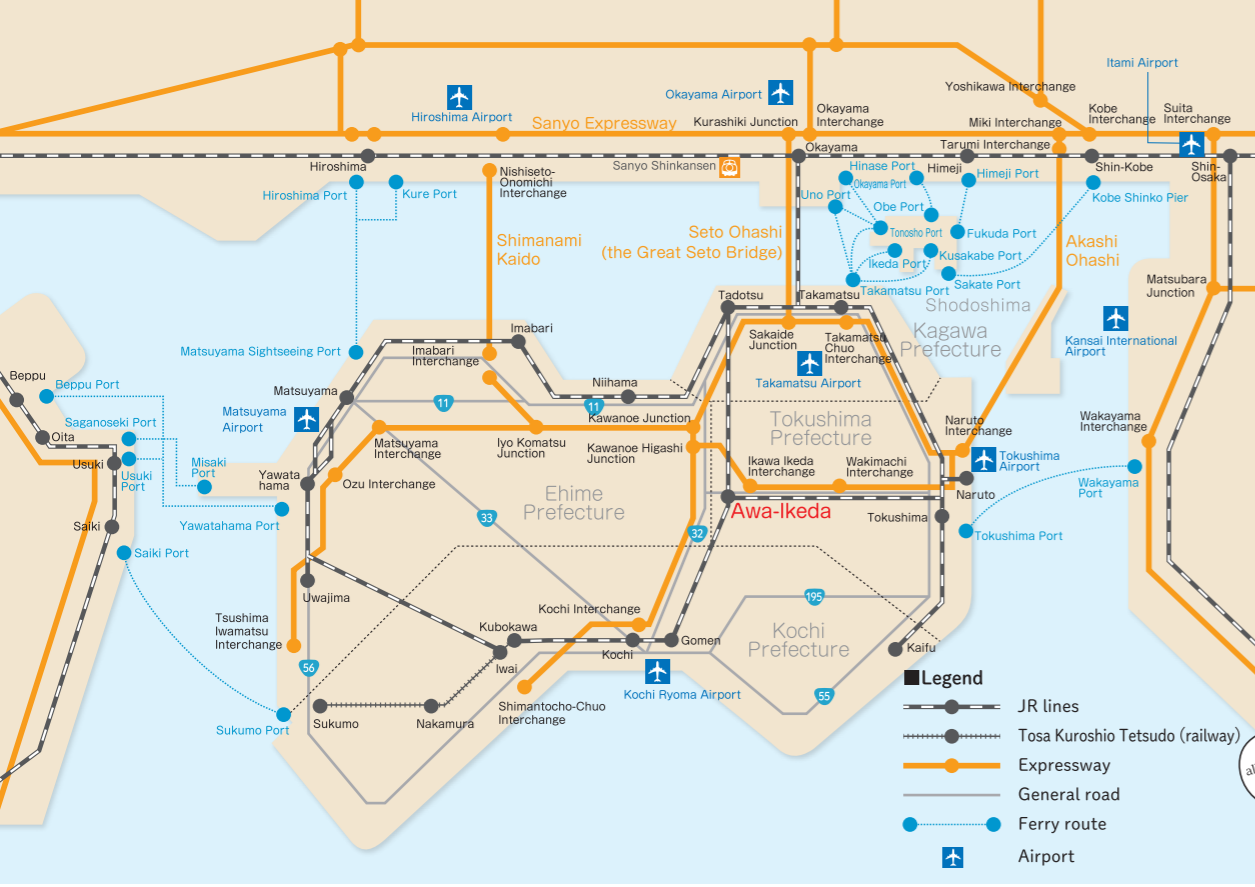 Itami Airport
Yoshikawa Interchange
Okayama Airport
Hiroshima Airport
Okayama
Interchange
Kobe
Interchange
Suita
Interchange
Sanyo Expressway
Kurashiki Junction
Miki Interchange
Tarumi Interchange
Okayama
Hiroshima
Sanyo Shinkansen
Hinase Port
Himeji
Shin-Kobe
Shin-
Osaka
Nishiseto-
Onomichi
Interchange
Himeji Port
Okayama Port
Hiroshima Port
Kure Port
Uno Port
Kobe Shinko Pier
Obe Port
Seto Ohashi
(the Great Seto Bridge)
Tonosho Port
Fukuda Port
Shimanami
Kaido
Akashi
Ohashi
Ikeda Port
Kusakabe Port
Takamatsu Port
Sakate Port
Matsubara
Junction
Tadotsu
Takamatsu
Shodoshima
Kagawa
Prefecture
Imabari
Sakaide
Junction
Takamatsu
Chuo
Interchange
Kansai International
Airport
Matsuyama Sightseeing Port
Imabari
Interchange
Takamatsu Airport
Beppu
Beppu Port
Matsuyama
Niihama
11
11
Matsuyama
Airport
Kawanoe Junction
Tokushima
Prefecture
Naruto
Interchange
Wakayama
Interchange
Saganoseki Port
Oita
Matsuyama
Interchange
Iyo Komatsu
Junction
Kawanoe Higashi
Junction
Ikawa Ikeda
Interchange
Wakimachi
Interchange
Tokushima
Airport
Usuki
Usuki
Port
Misaki
Port
Yawata
hama
Ozu Interchange
Wakayama
Port
Naruto
Ehime
Prefecture
Awa-Ikeda
Tokushima
Yawatahama Port
33
32
Saiki
Tokushima Port
Saiki Port
Uwajima
195
Kochi Interchange
Tsushima
Iwamatsu
Interchange
Kubokawa
Kochi
Prefecture
Gomen
Kaifu
Kochi
Iwai
56
Kochi Ryoma Airport
55
Shimantocho-Chuo
Interchange
Sukumo
Nakamura
Sukumo Port
■Legend
JR lines
Tosa Kuroshio Tetsudo (railway)
Expressway
General road
Ferry route
Airport